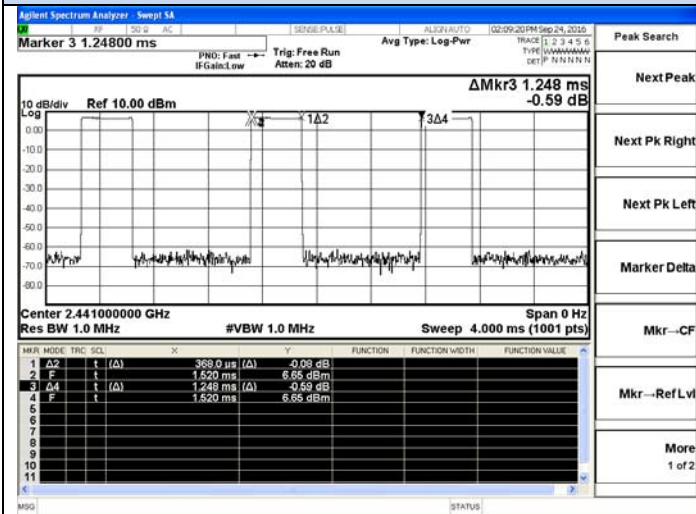 Agilent Spectrum Analyzer - Swept SA
RF 50 Ω AC SENSE:PULSE ALIGN AUTO 02:09:20 PM Sep 24, 2016
Marker 3 1.24800 ms
PNO: Fast
IFGain:Low
Trig: Free Run
Atten: 20 dB
Avg Type: Log-Pwr
TRACE 1 2 3 4 5 6
TYPE
DET P N N N N N
Peak Search
ΔMkr3 1.248 ms
-0.59 dB
10 dB/div Ref 10.00 dBm
Log
0.00
-10.0
-20.0
-30.0
-40.0
-50.0
-60.0
-70.0
-80.0
1Δ2
3Δ4
Center 2.441000000 GHz Span 0 Hz
Res BW 1.0 MHz #VBW 1.0 MHz Sweep 4.000 ms (1001 pts)
MKR MODE TRC SCL X Y FUNCTION FUNCTION WIDTH FUNCTION VALUE
1 Δ2 t (Δ) 368.0 µs (Δ) -0.08 dB
2 F t 1.520 ms 6.65 dBm
3 Δ4 t (Δ) 1.248 ms (Δ) -0.59 dB
4 F t 1.520 ms 6.65 dBm
5
6
7
8
9
10
11
MSG STATUS
Next Peak
Next Pk Right
Next Pk Left
Marker Delta
Mkr→CF
Mkr→Ref Lvl
More
1 of 2